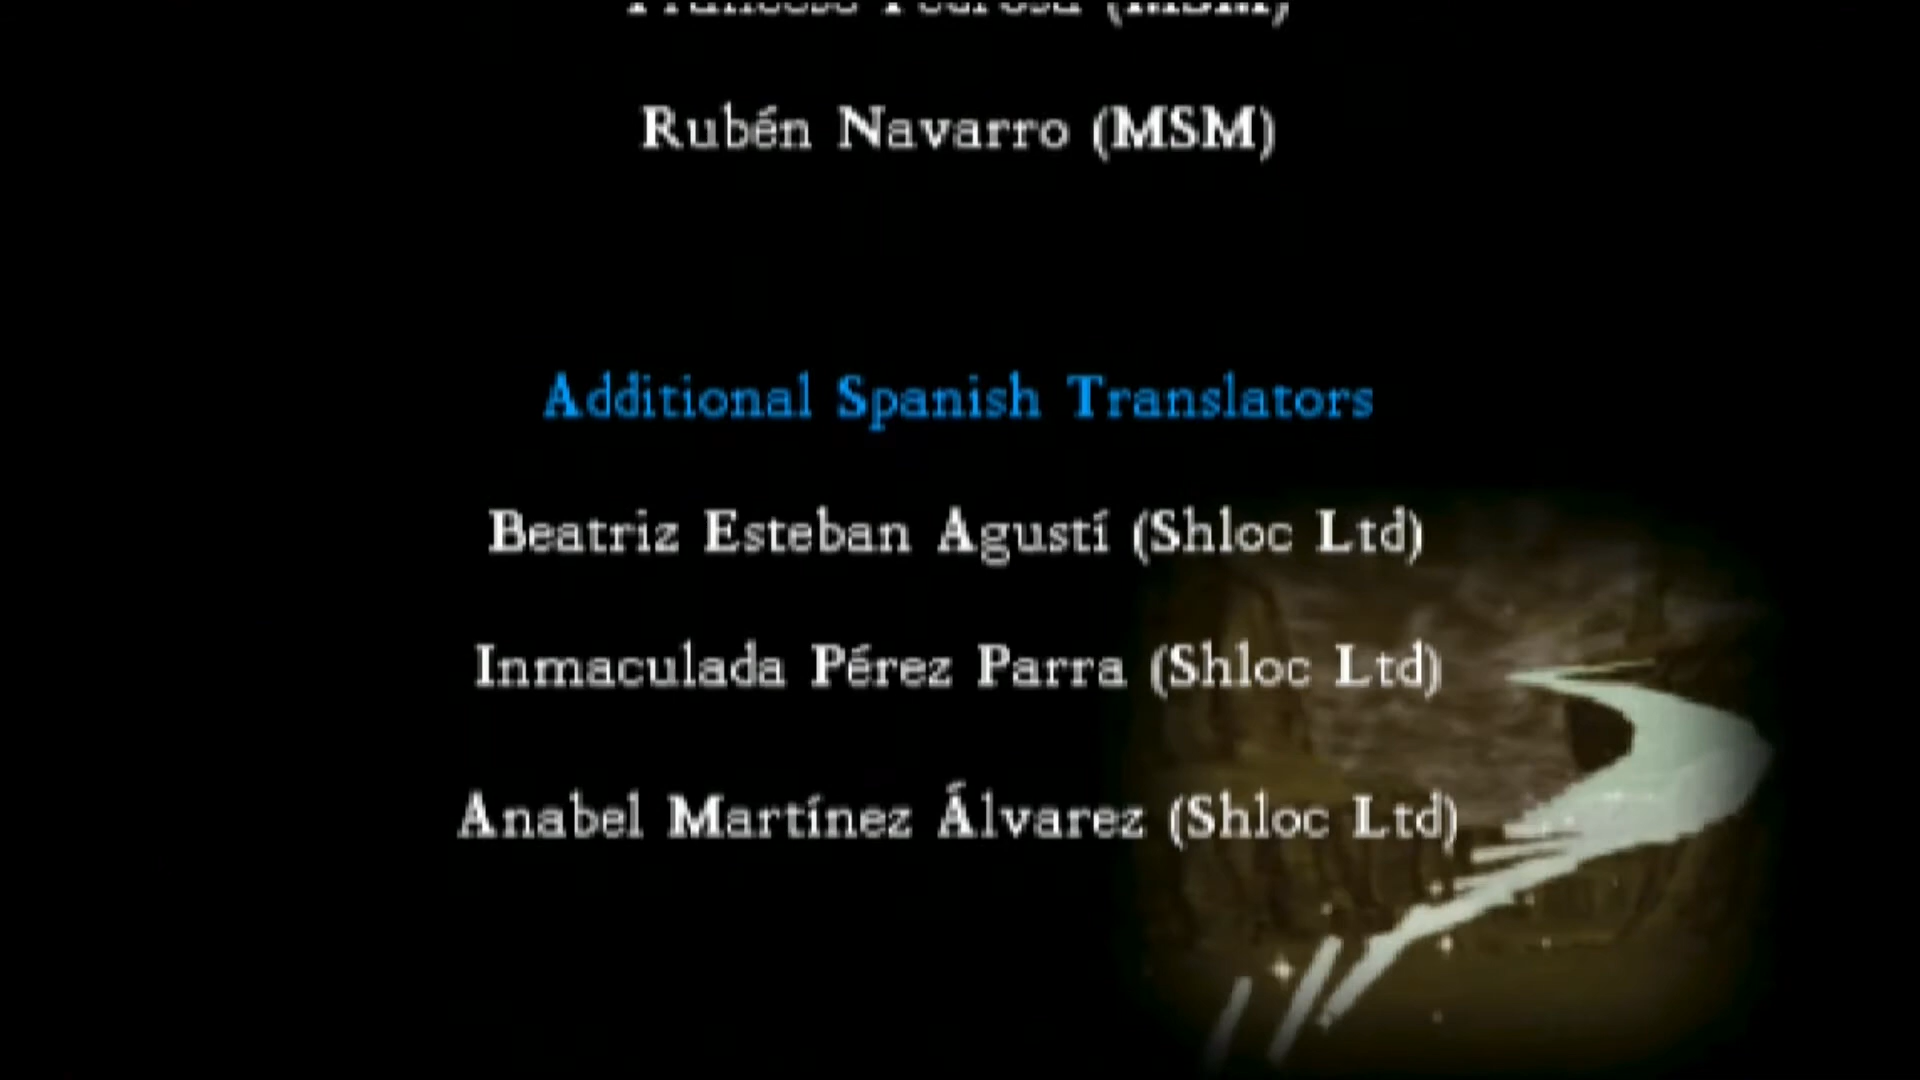 (MSM)
Rubén Navarro (MSM)
Additional Spanish Translators
Beatriz Esteban Agustí (Shloc Ltd)
Inmaculada Pérez Parra (Shloc Ltd)
Anabel Martínez Álvarez (Shloc Ltd)